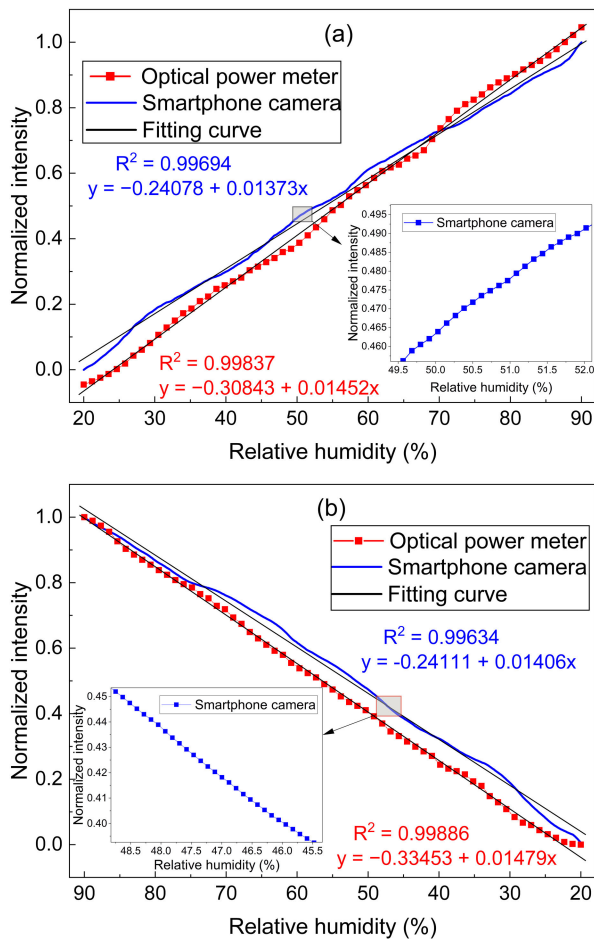 (a)
Optical power meter
Smartphone camera
Fitting curve
R² = 0.99694
y = −0.24078 + 0.01373x
R² = 0.99837
y = −0.30843 + 0.01452x
Normalized intensity
1.0
0.8
0.6
0.4
0.2
0.0
20 30 40 50 60 70 80 90
Relative humidity (%)
Smartphone camera
Normalized intensity
0.495
0.490
0.485
0.480
0.475
0.470
0.465
0.460
49.5 50.0 50.5 51.0 51.5 52.0
Relative humidity (%)
(b)
Optical power meter
Smartphone camera
Fitting curve
R² = 0.99634
y = -0.24111 + 0.01406x
R² = 0.99886
y = −0.33453 + 0.01479x
Normalized intensity
1.0
0.8
0.6
0.4
0.2
0.0
90 80 70 60 50 40 30 20
Relative humidity (%)
Smartphone camera
Normalized intensity
0.45
0.44
0.43
0.42
0.41
0.40
48.5 48.0 47.5 47.0 46.5 46.0 45.5
Relative humidity (%)